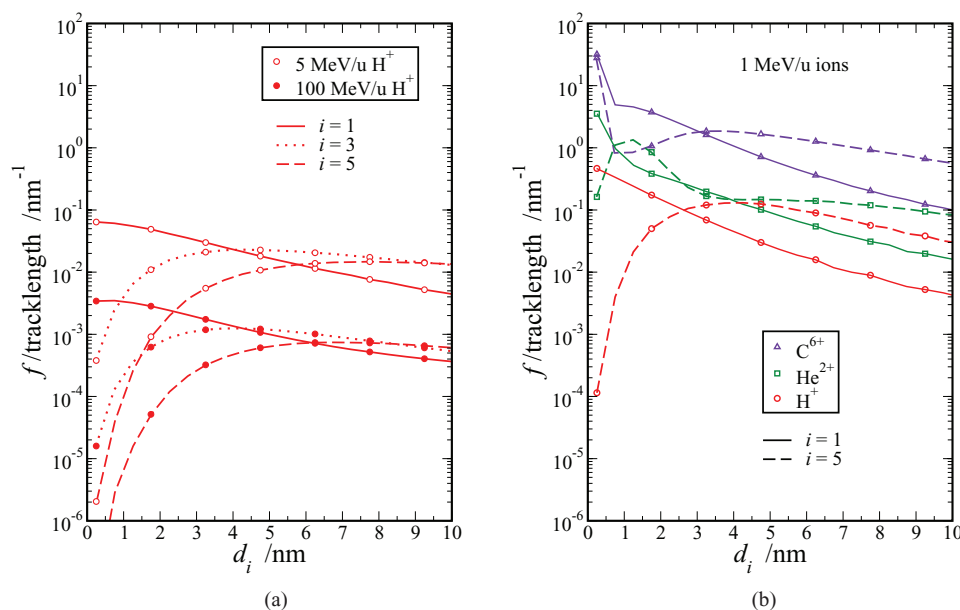 10^2
10^1
10^0
10^-1
10^-2
10^-3
10^-4
10^-5
10^-6
f/tracklength /nm^-1
5 MeV/u H^+
100 MeV/u H^+
i = 1
i = 3
i = 5
0 1 2 3 4 5 6 7 8 9 10
d_i /nm
(a)
10^2
10^1
10^0
10^-1
10^-2
10^-3
10^-4
10^-5
10^-6
f/tracklength /nm^-1
1 MeV/u ions
C^6+
He^2+
H^+
i = 1
i = 5
0 1 2 3 4 5 6 7 8 9 10
d_i /nm
(b)